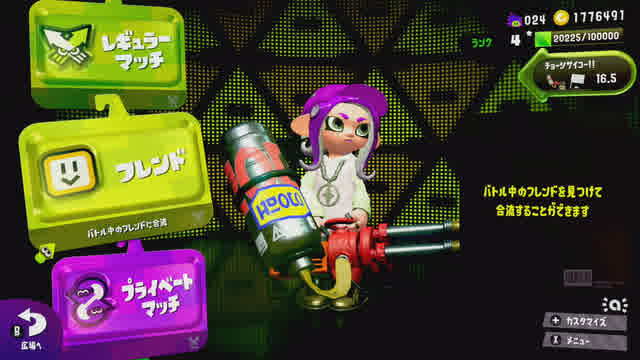 レギュラー
マッチ
フレンド
バトル中のフレンドに合流
プライベート
マッチ
B
広場へ
HOOCO
ランク
024
1776491
4★
20225/100000
チョーシサイコー!!
16.5
バトル中のフレンドを見つけて
合流することができます
+ カスタマイズ
X メニュー